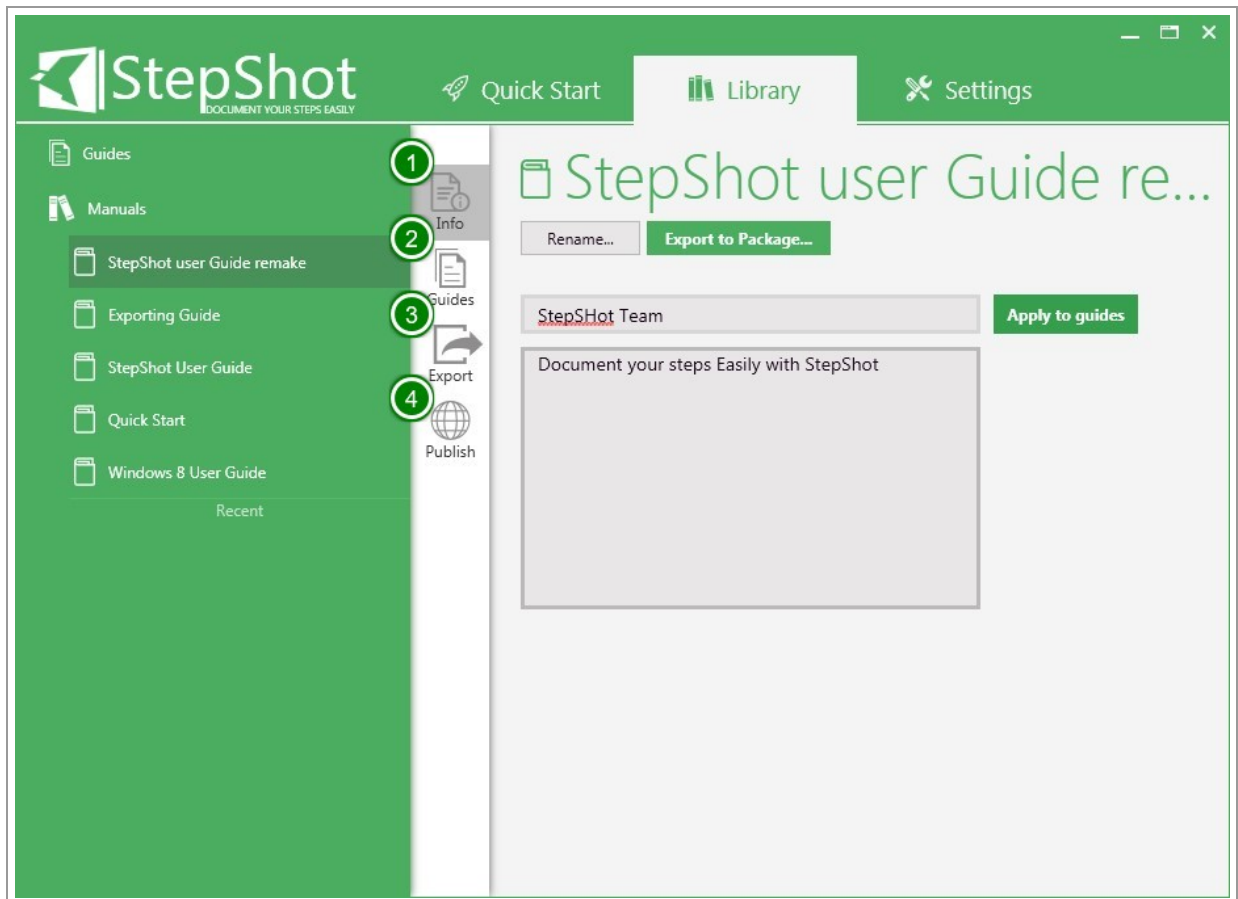 StepShot
DOCUMENT YOUR STEPS EASILY
Quick Start
Library
Settings
Guides
Manuals
StepShot user Guide remake
Exporting Guide
StepShot User Guide
Quick Start
Windows 8 User Guide
Recent
1
Info
2
Guides
3
Export
4
Publish
StepShot user Guide re...
Rename...
Export to Package...
StepSHot Team
Apply to guides
Document your steps Easily with StepShot